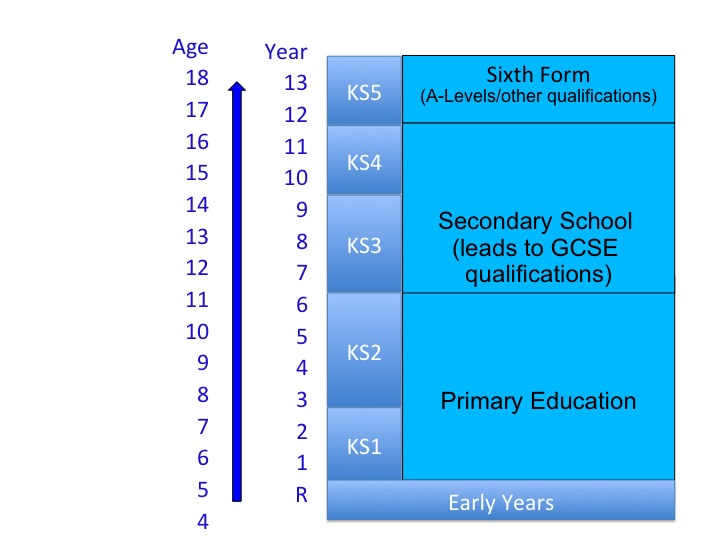 Age
18
17
16
15
14
13
12
11
10
9
8
7
6
5
4
Year
13
12
11
10
9
8
7
6
5
4
3
2
1
R
KS5
KS4
KS3
KS2
KS1
Sixth Form
(A-Levels/other qualifications)
Secondary School
(leads to GCSE
qualifications)
Primary Education
Early Years